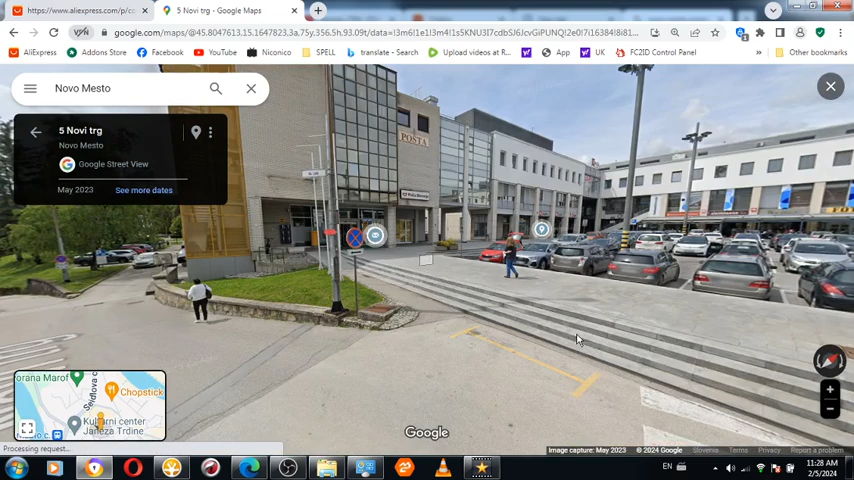 https://www.aliexpress.com/p/co
5 Novi trg - Google Maps
google.com/maps/@45.8047613,15.1647823,3a,75y,356.5h,93.09t/data=!3m6!1e1!3m4!1s5KNU3I7cdbSJ6JcvGiPUNQ!2e0!7i16384!8i81...
AliExpress
Addons Store
Facebook
YouTube
Niconico
SPELL
translate - Search
Upload videos at R...
UK
App
FC2ID Control Panel
Other bookmarks
Novo Mesto
5 Novi trg
Novo Mesto
Google Street View
May 2023
See more dates
POŠTA
orana Marof
Seidlova c
Chopstick
Kulturni center
Janeza Trdine
Google
Processing request...
Image capture: May 2023
© 2024 Google
Slovenia
Terms
Privacy
Report a problem
EN
11:28 AM
2/5/2024